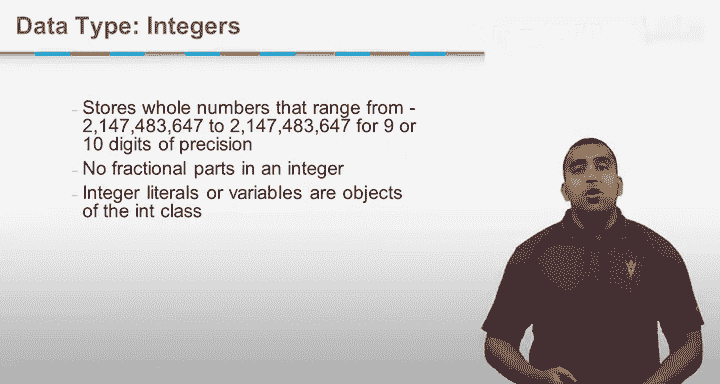 Data Type: Integers
– Stores whole numbers that range from -
2,147,483,647 to 2,147,483,647 for 9 or
10 digits of precision
– No fractional parts in an integer
– Integer literals or variables are objects
of the int class